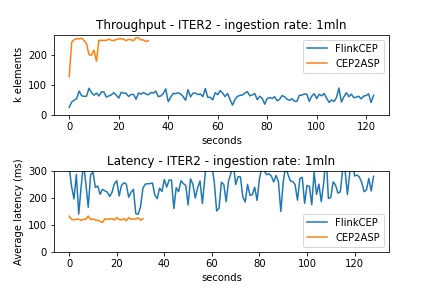 Throughput - ITER2 - ingestion rate: 1mln
k elements
200
100
0
FlinkCEP
CEP2ASP
0 20 40 60 80 100 120
seconds
Latency - ITER2 - ingestion rate: 1mln
Average latency (ms)
300
200
100
0
FlinkCEP
CEP2ASP
0 20 40 60 80 100 120
seconds